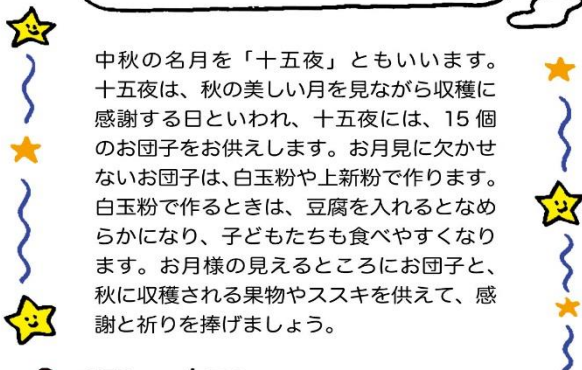 中秋の名月を「十五夜」ともいいます。
十五夜は、秋の美しい月を見ながら収穫に
感謝する日といわれ、十五夜には、15 個
のお団子をお供えします。お月見に欠かせ
ないお団子は、白玉粉や上新粉で作ります。
白玉粉で作るときは、豆腐を入れるとなめ
らかになり、子どもたちも食べやすくなり
ます。お月様の見えるところにお団子と、
秋に収穫される果物やススキを供えて、感
謝と祈りを捧げましょう。